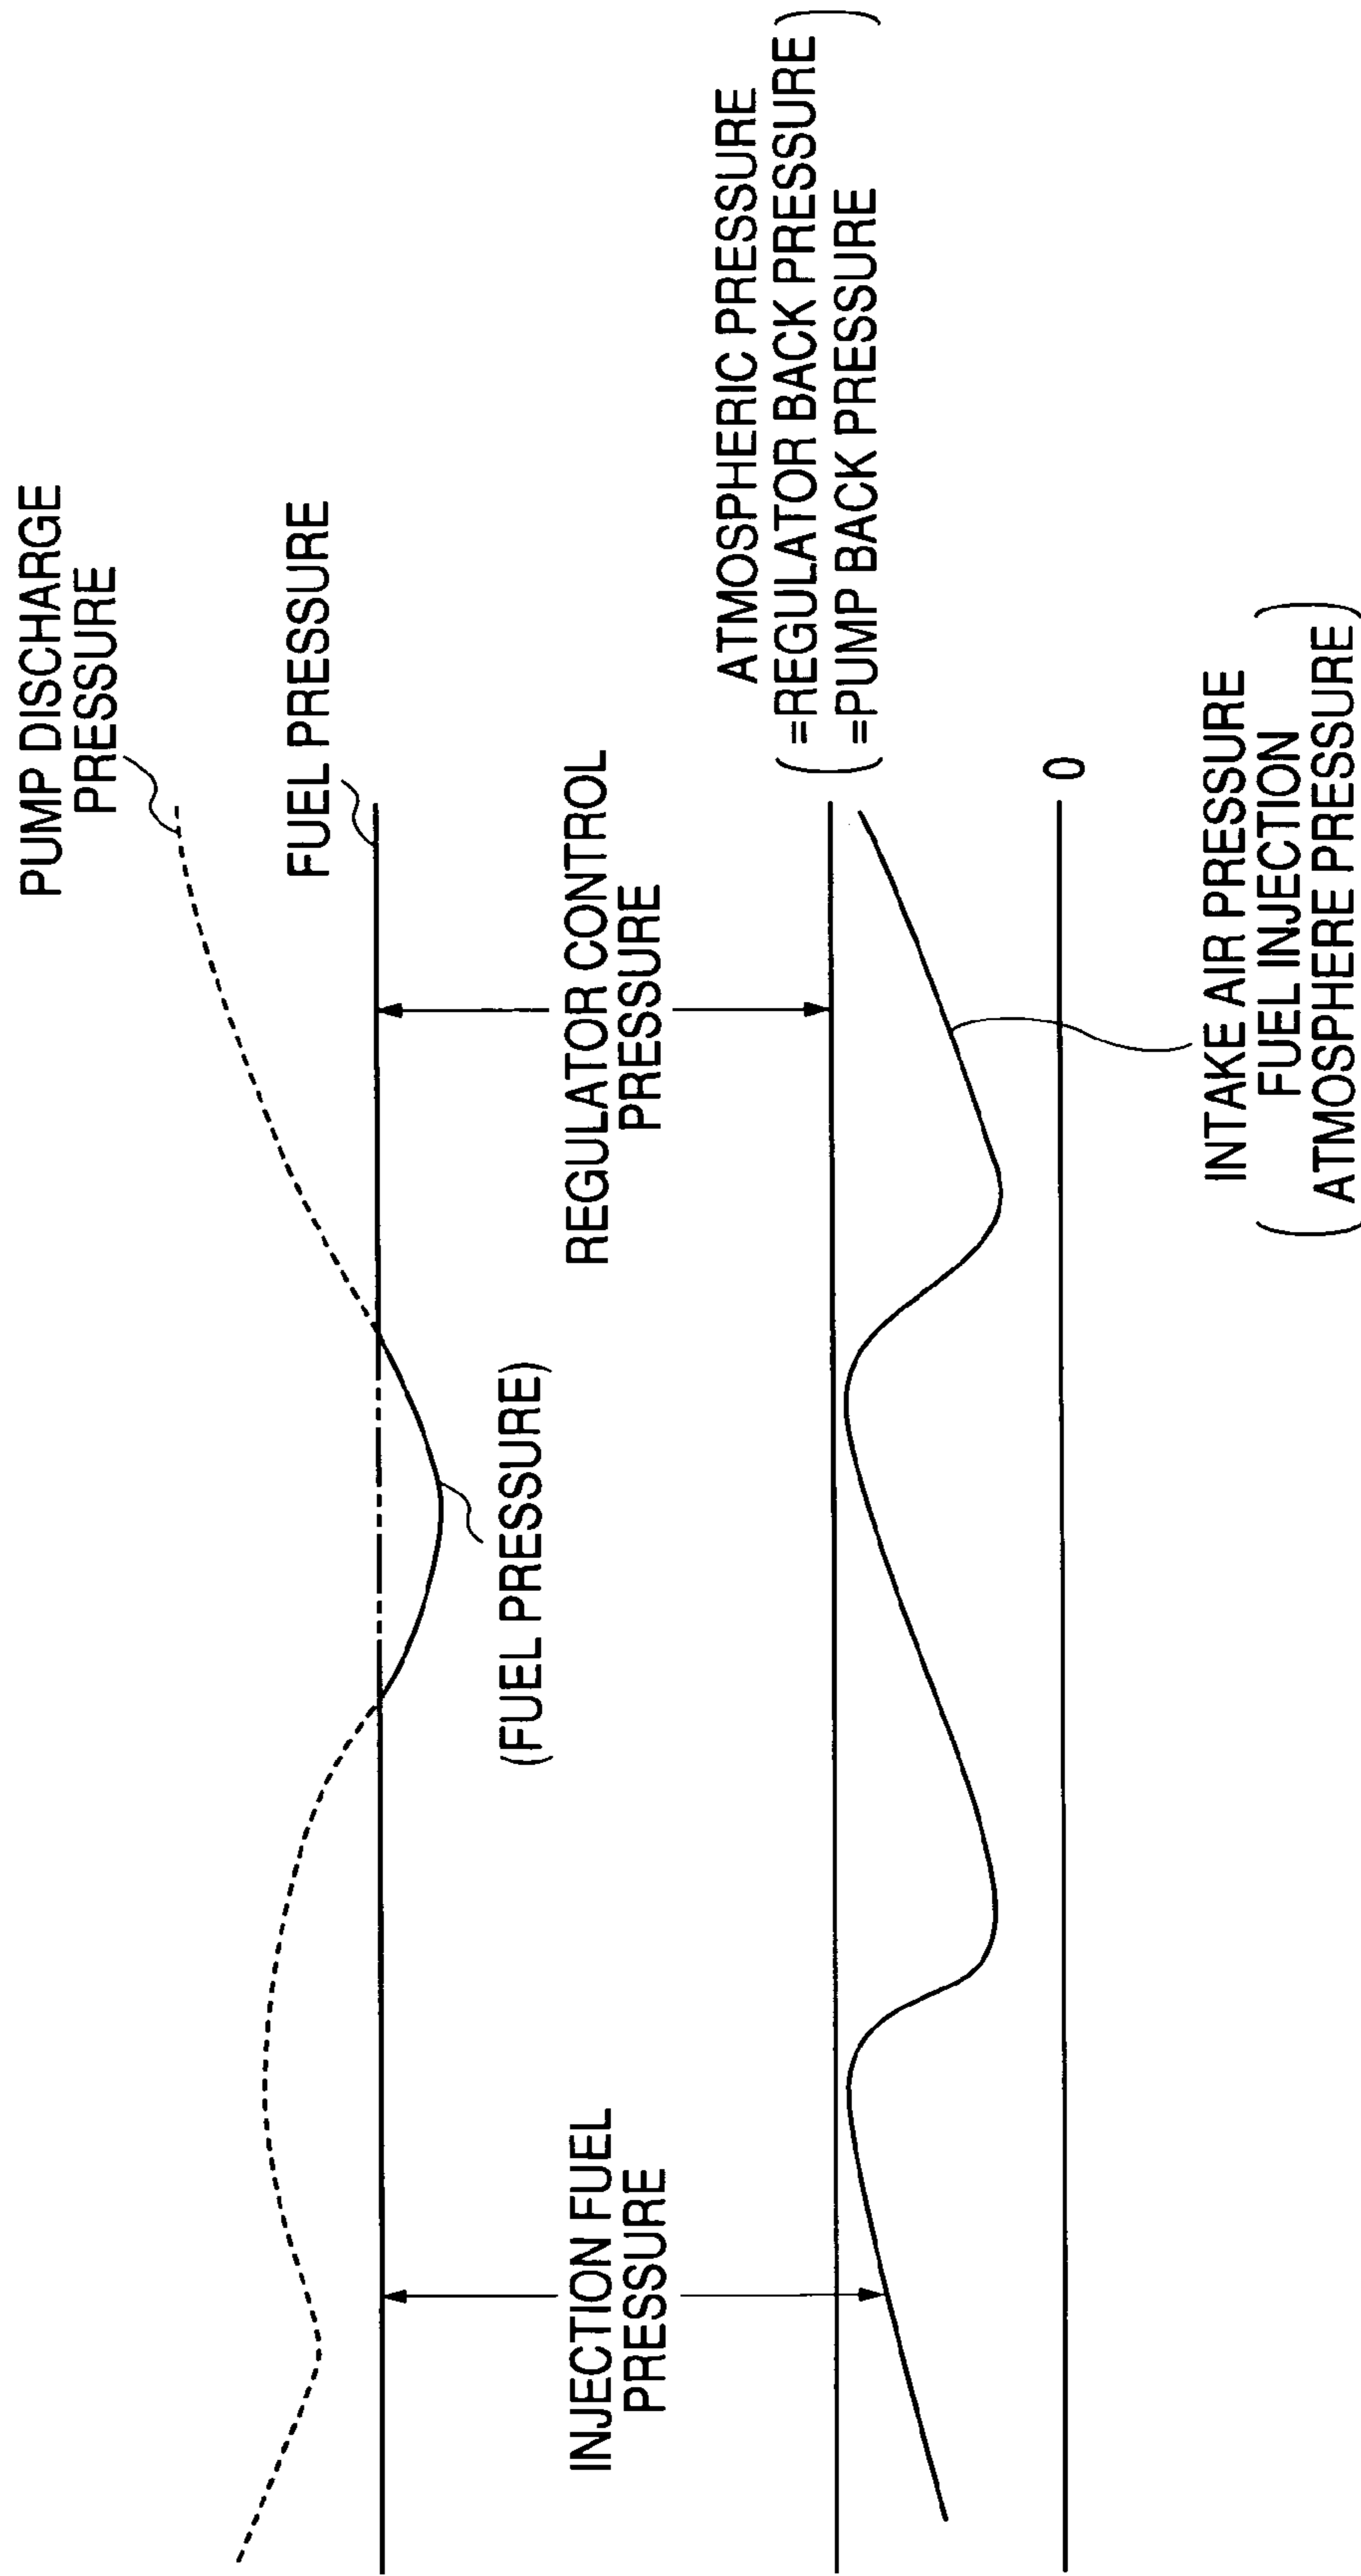 PUMP DISCHARGE
PRESSURE
FUEL PRESSURE
(FUEL PRESSURE)
INJECTION FUEL
PRESSURE
REGULATOR CONTROL
PRESSURE
ATMOSPHERIC PRESSURE
(=REGULATOR BACK PRESSURE
=PUMP BACK PRESSURE)
0
INTAKE AIR PRESSURE
(FUEL INJECTION
ATMOSPHERE PRESSURE)